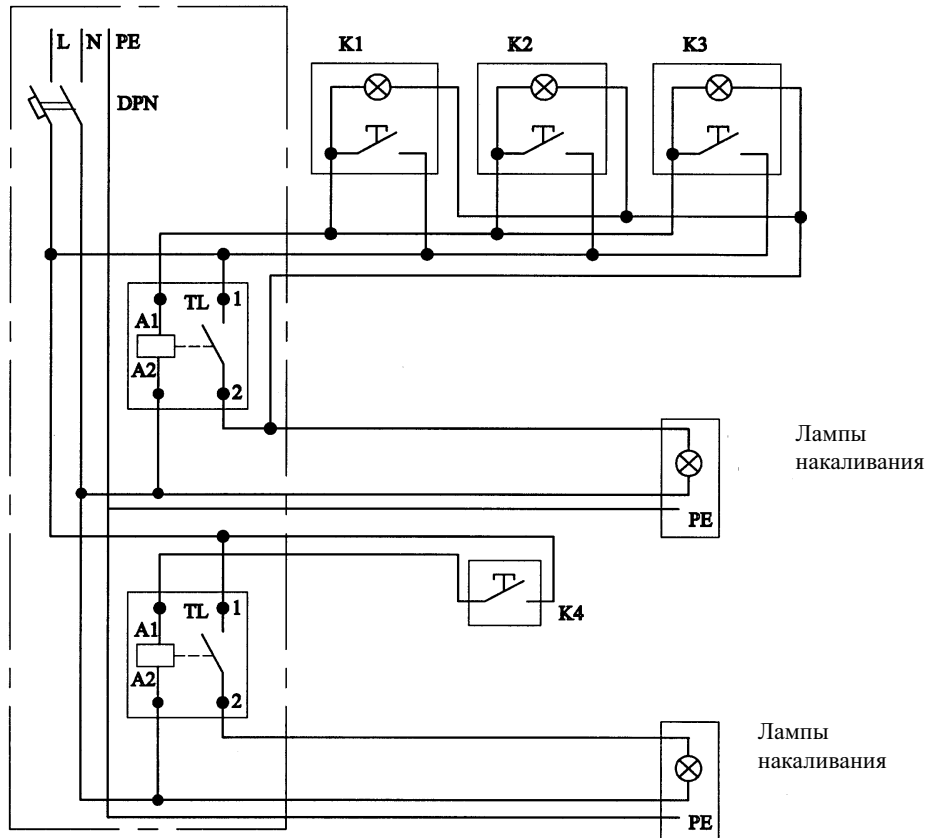 L N PE
DPN
K1
K2
K3
TL
1
A1
A2
2
Лампы
накаливания
PE
K4
TL
1
A1
A2
2
Лампы
накаливания
PE